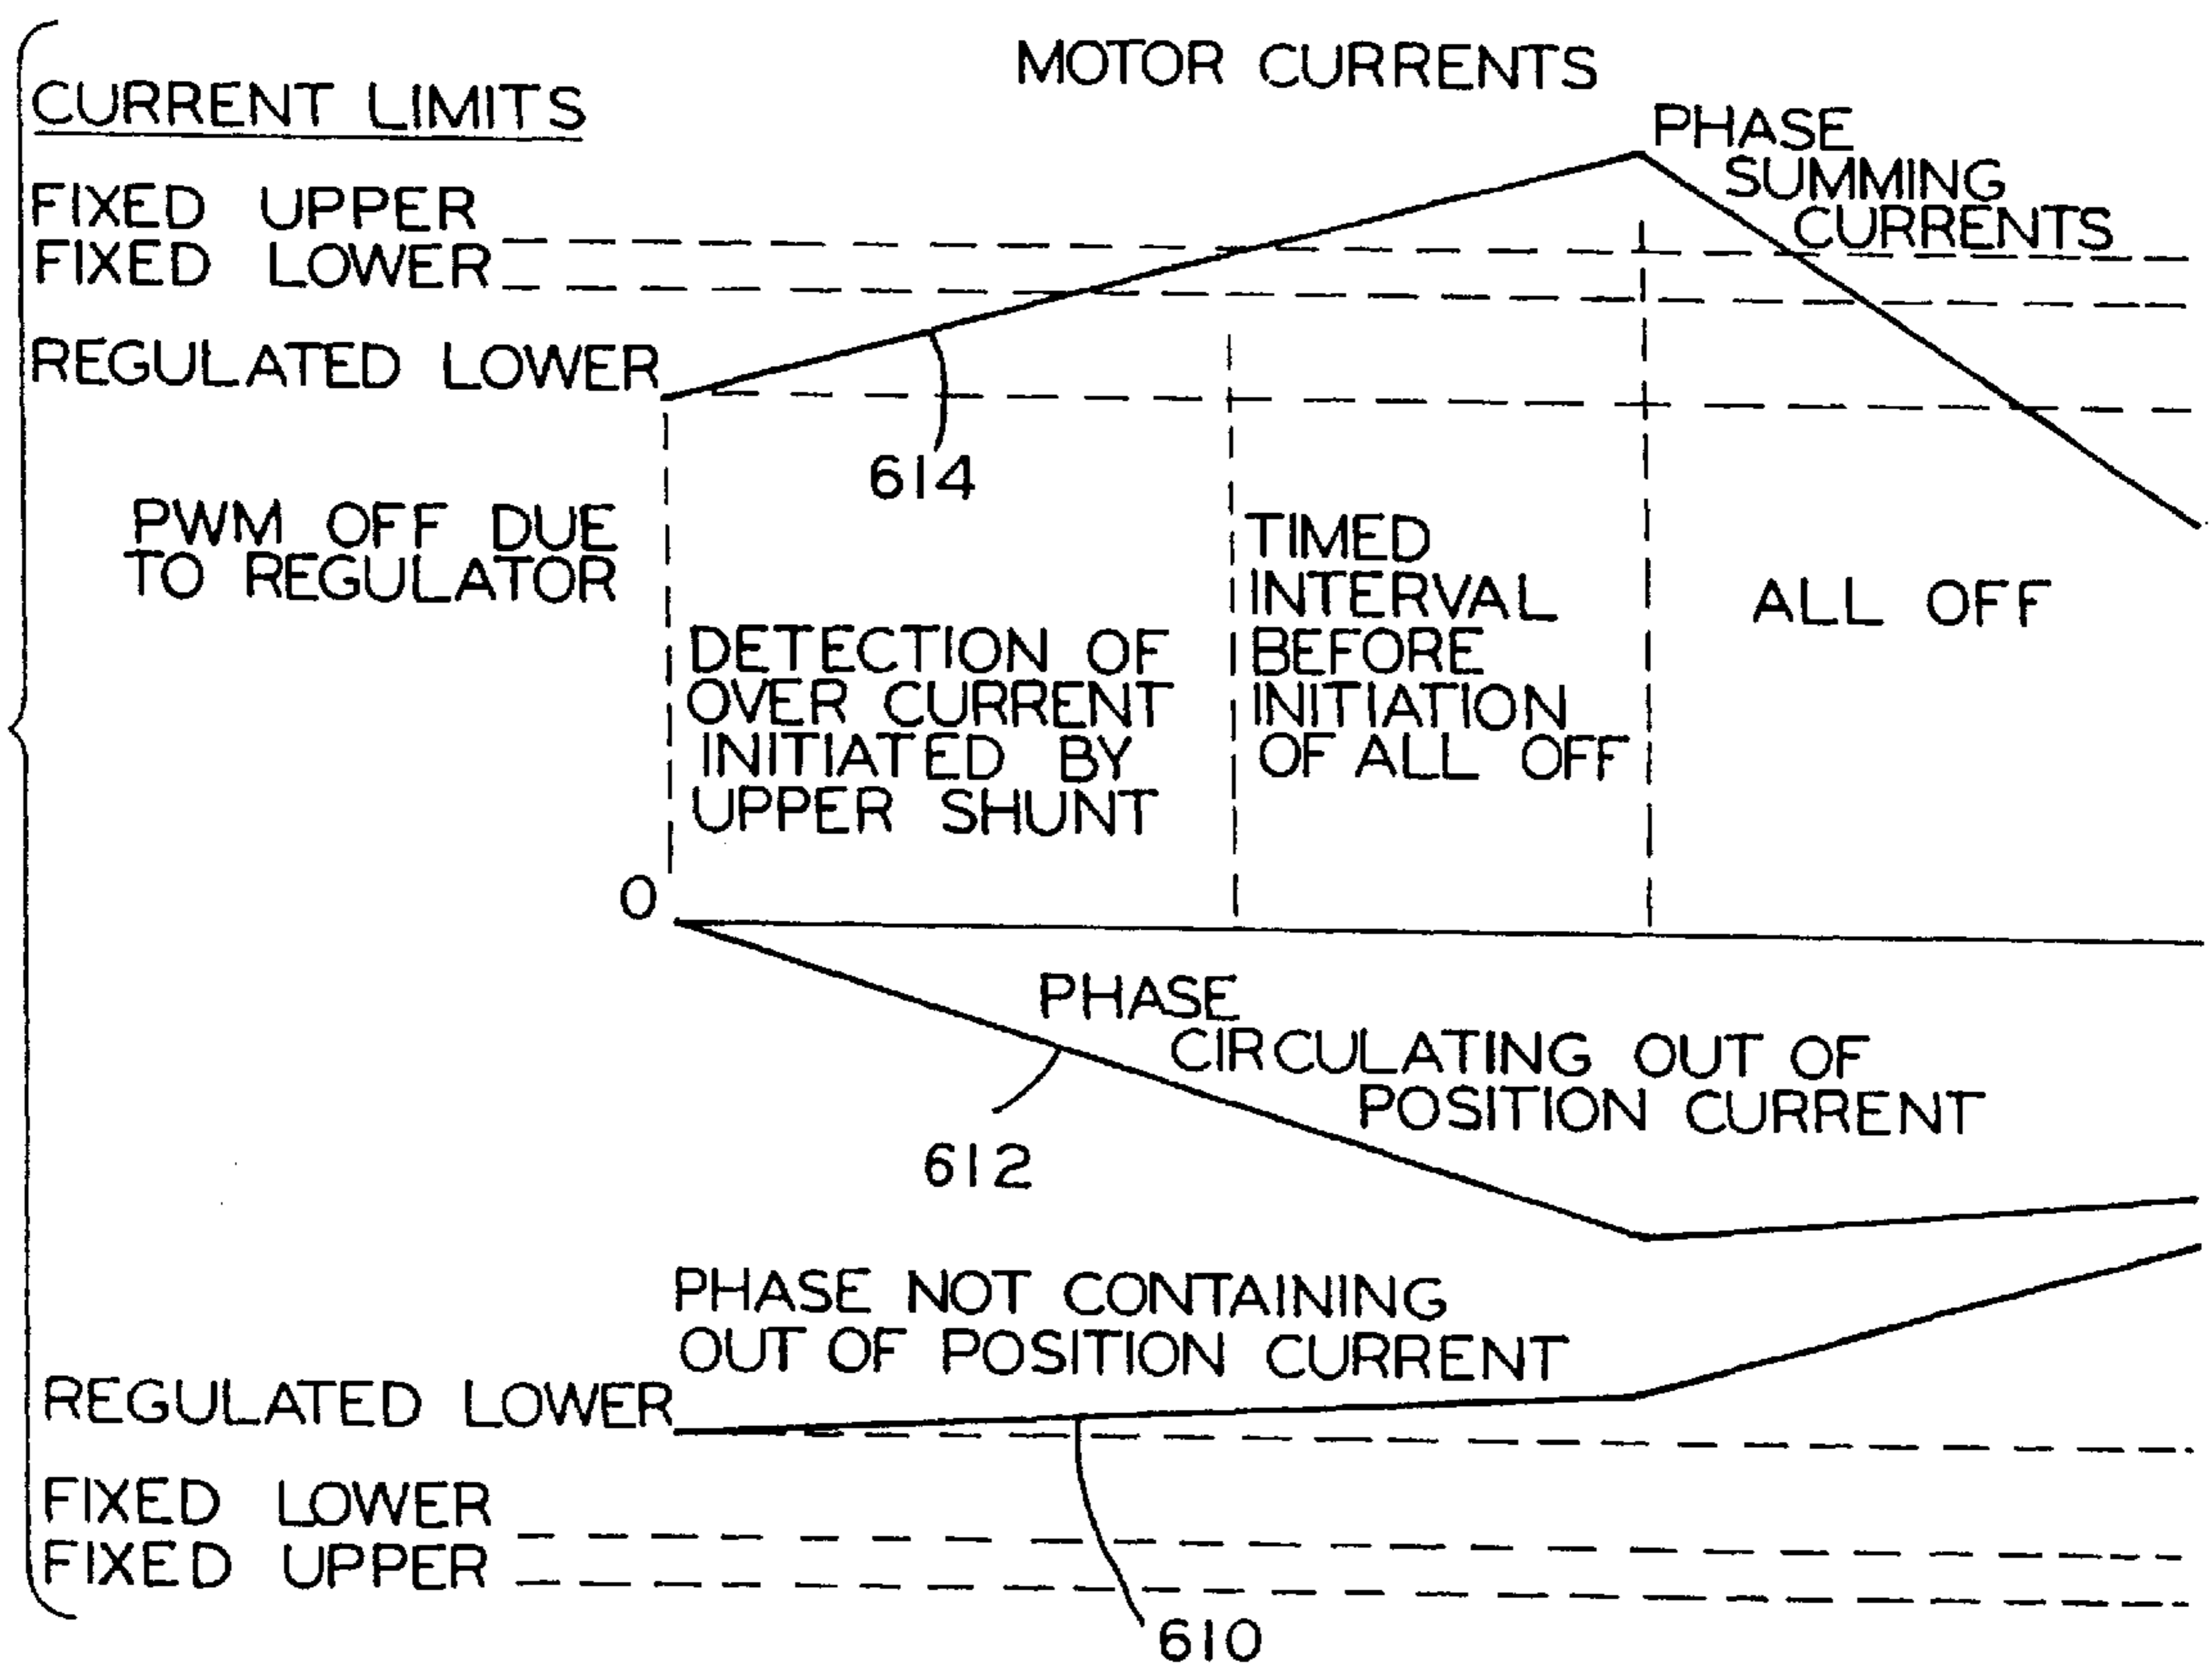 MOTOR CURRENTS
CURRENT LIMITS
PHASE
SUMMING
CURRENTS
FIXED UPPER
FIXED LOWER
REGULATED LOWER
614
PWM OFF DUE
TO REGULATOR
DETECTION OF
OVER CURRENT
INITIATED BY
UPPER SHUNT
TIMED
INTERVAL
BEFORE
INITIATION
OF ALL OFF
ALL OFF
0
PHASE
CIRCULATING OUT OF
POSITION CURRENT
612
PHASE NOT CONTAINING
OUT OF POSITION CURRENT
REGULATED LOWER
FIXED LOWER
FIXED UPPER
610